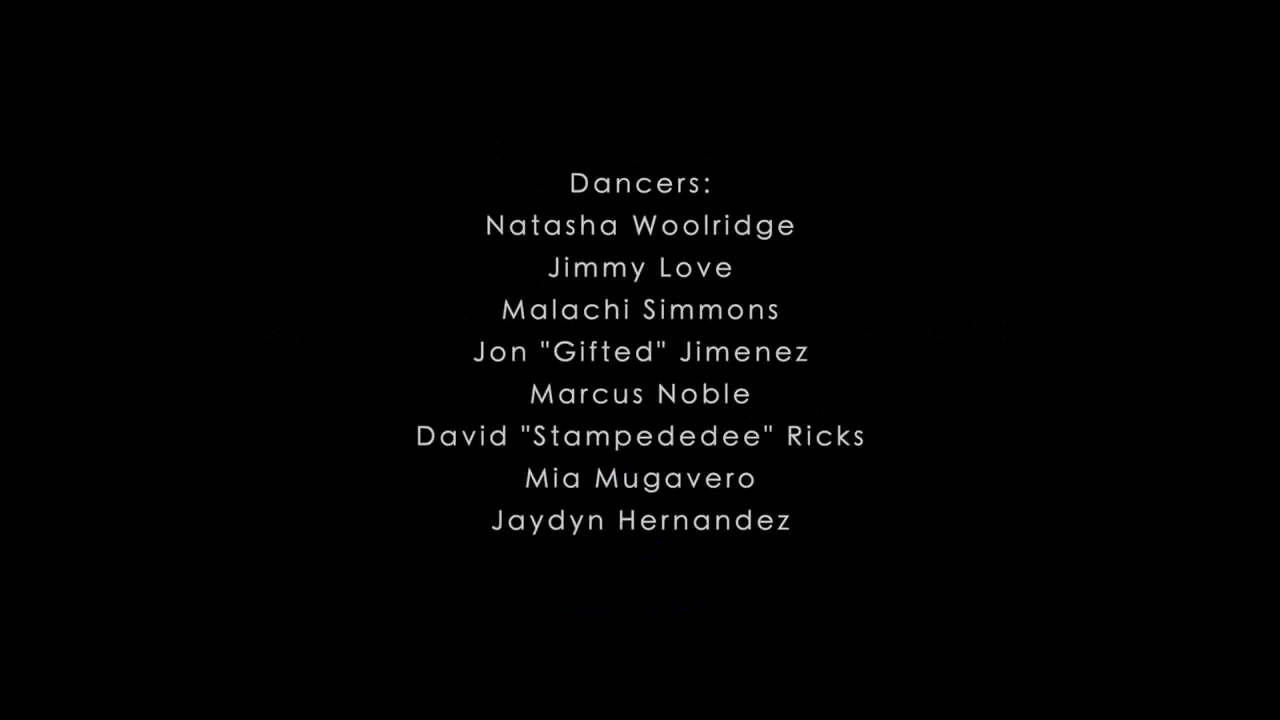 Dancers:
Natasha Woolridge
Jimmy Love
Malachi Simmons
Jon "Gifted" Jimenez
Marcus Noble
David "Stampededee" Ricks
Mia Mugavero
Jaydyn Hernandez